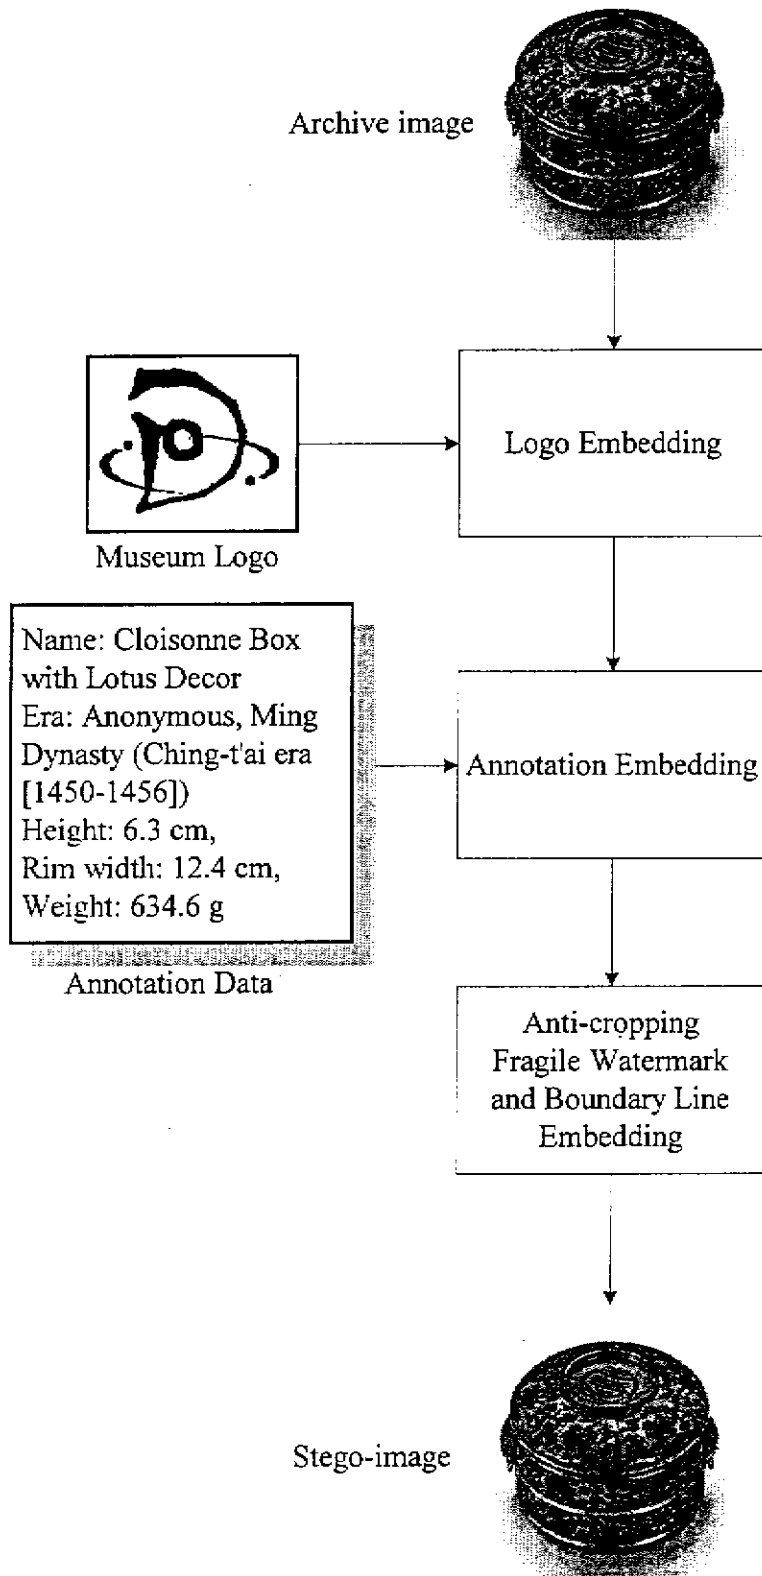 Archive image
Logo Embedding
Museum Logo
Name: Cloisonne Box
with Lotus Decor
Era: Anonymous, Ming
Dynasty (Ching-t'ai era
[1450-1456])
Height: 6.3 cm,
Rim width: 12.4 cm,
Weight: 634.6 g
Annotation Embedding
Annotation Data
Anti-cropping
Fragile Watermark
and Boundary Line
Embedding
Stego-image